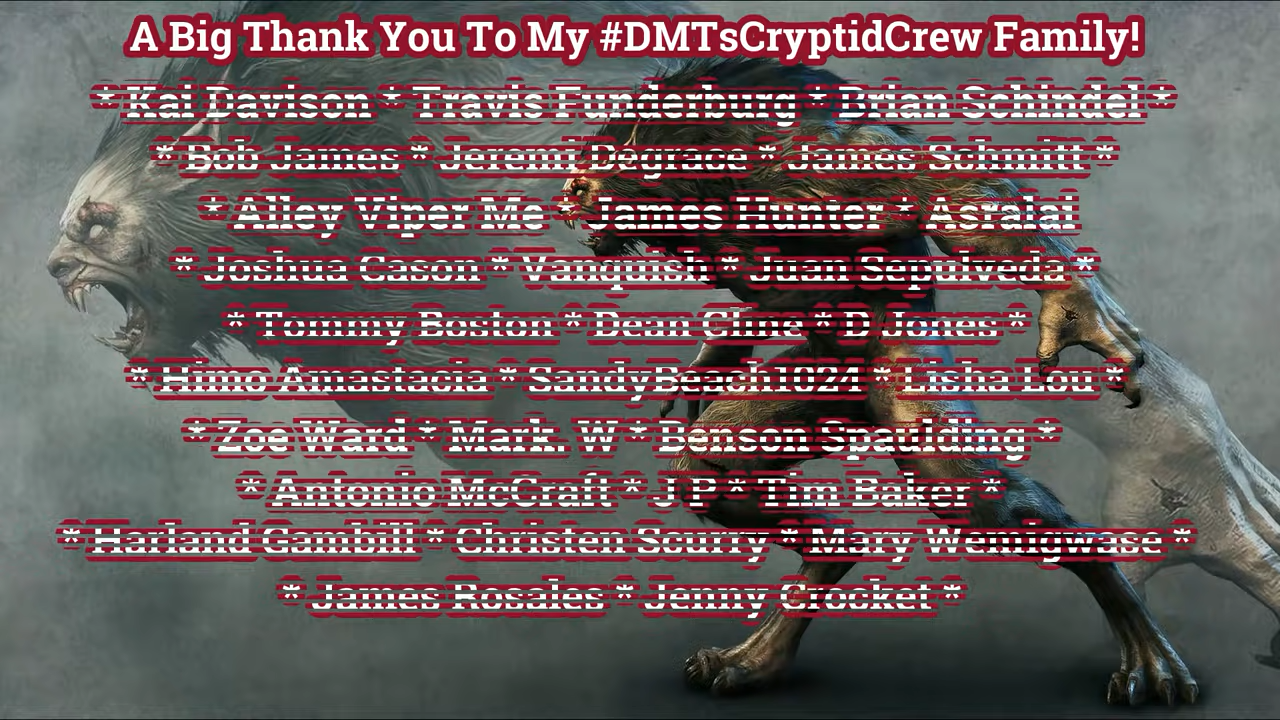 A Big Thank You To My #DMTsCryptidCrew Family!
* Kai Davison * Travis Funderburg * Brian Schindel *
* Bob James * Jeremi Degrace * James Schmitt *
* Alley Viper Me * James Hunter * Asralai
* Joshua Cason * Vanquish * Juan Sepulveda *
* Tommy Boston * Dean Cline * D Jones *
* Himo Amastacia * SandyBeach1024 * Lisha Lou *
* Zoe Ward * Mark. W * Benson Spaulding *
* Antonio McCraft * J P * Tim Baker *
* Harland Gambill * Christen Scurry * Mary Wemigwase *
* James Rosales * Jenny Crocket *